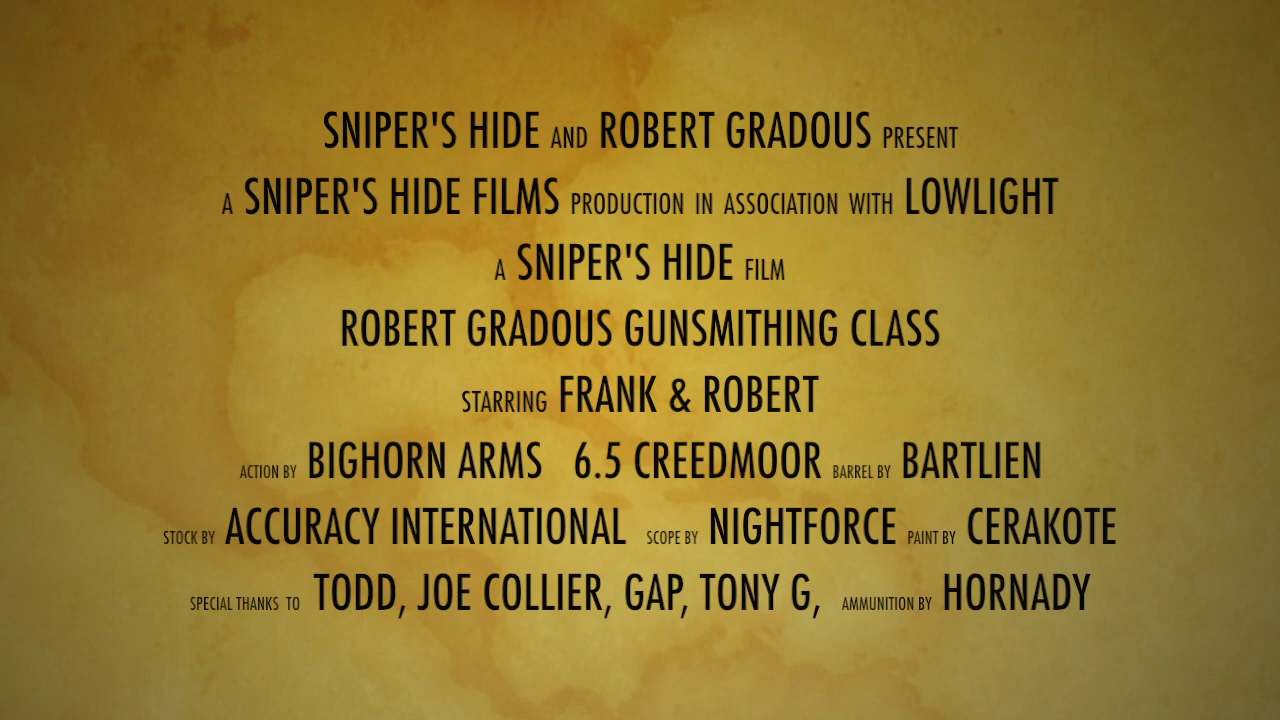 SNIPER'S HIDE AND ROBERT GRADOUS PRESENT
A SNIPER'S HIDE FILMS PRODUCTION IN ASSOCIATION WITH LOWLIGHT
A SNIPER'S HIDE FILM
ROBERT GRADOUS GUNSMITHING CLASS
STARRING FRANK & ROBERT
ACTION BY BIGHORN ARMS 6.5 CREEDMOOR BARREL BY BARTLIEN
STOCK BY ACCURACY INTERNATIONAL SCOPE BY NIGHTFORCE PAINT BY CERAKOTE
SPECIAL THANKS TO TODD, JOE COLLIER, GAP, TONY G, AMMUNITION BY HORNADY